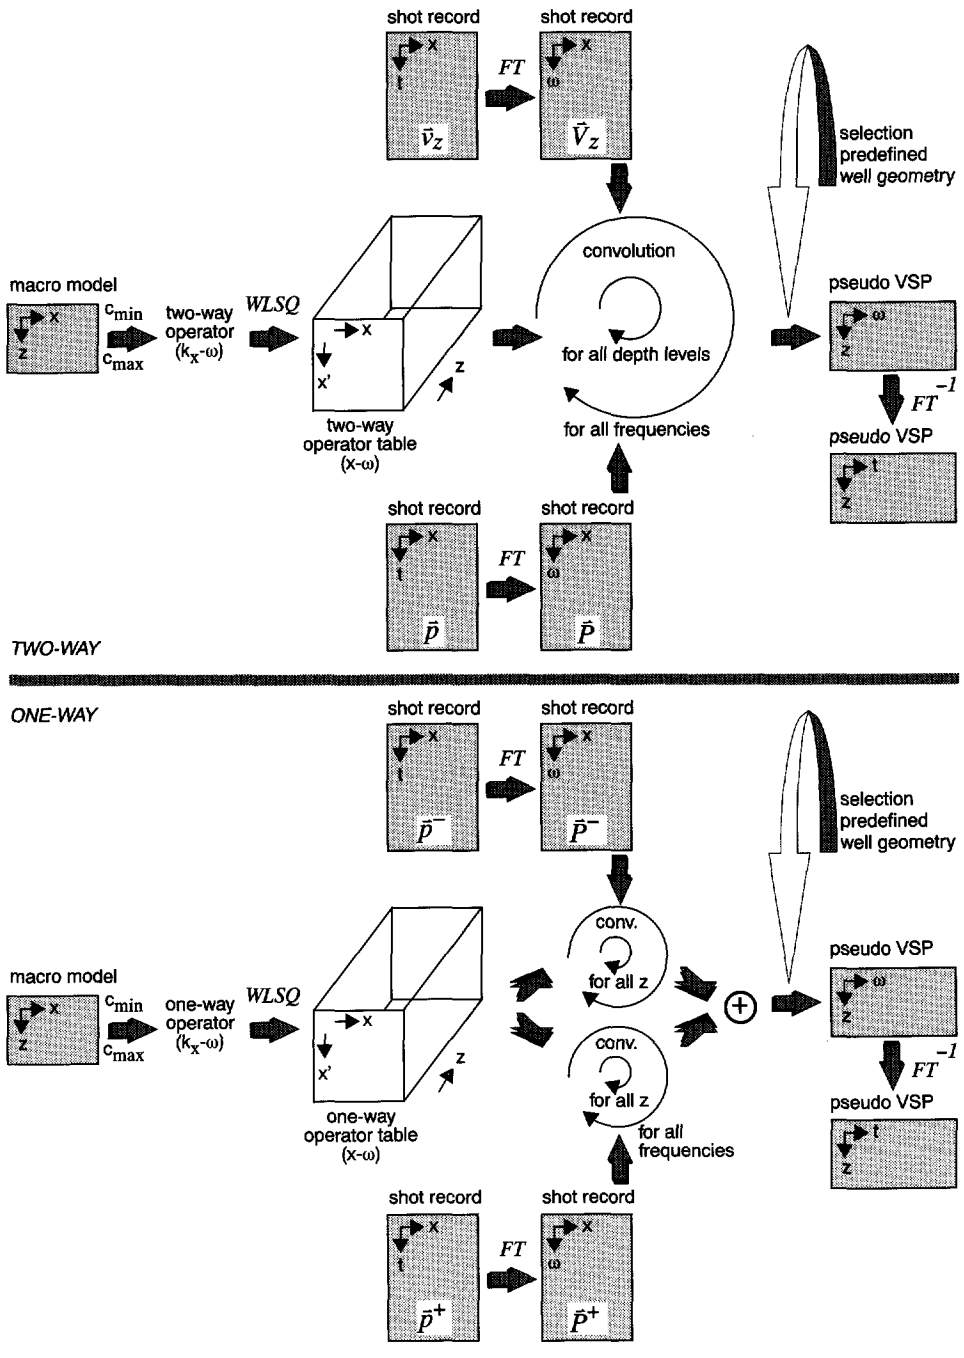 shot record
shot record
x
t
v⃗z
FT
x
ω
V⃗z
selection
predefined
well geometry
macro model
x
z
cmin
cmax
two-way
operator
(kx-ω)
WLSQ
x
x'
z
two-way
operator table
(x-ω)
convolution
for all depth levels
for all frequencies
pseudo VSP
ω
z
FT⁻¹
pseudo VSP
t
z
shot record
shot record
x
t
p⃗
FT
x
ω
P⃗
TWO-WAY
ONE-WAY
shot record
shot record
x
t
p⃗⁻
FT
x
ω
P⃗⁻
selection
predefined
well geometry
macro model
x
z
cmin
cmax
one-way
operator
(kx-ω)
WLSQ
x
x'
z
one-way
operator table
(x-ω)
conv.
for all z
conv.
for all z
for all
frequencies
+
pseudo VSP
ω
z
FT⁻¹
pseudo VSP
t
z
shot record
shot record
x
t
p⃗⁺
FT
x
ω
P⃗⁺